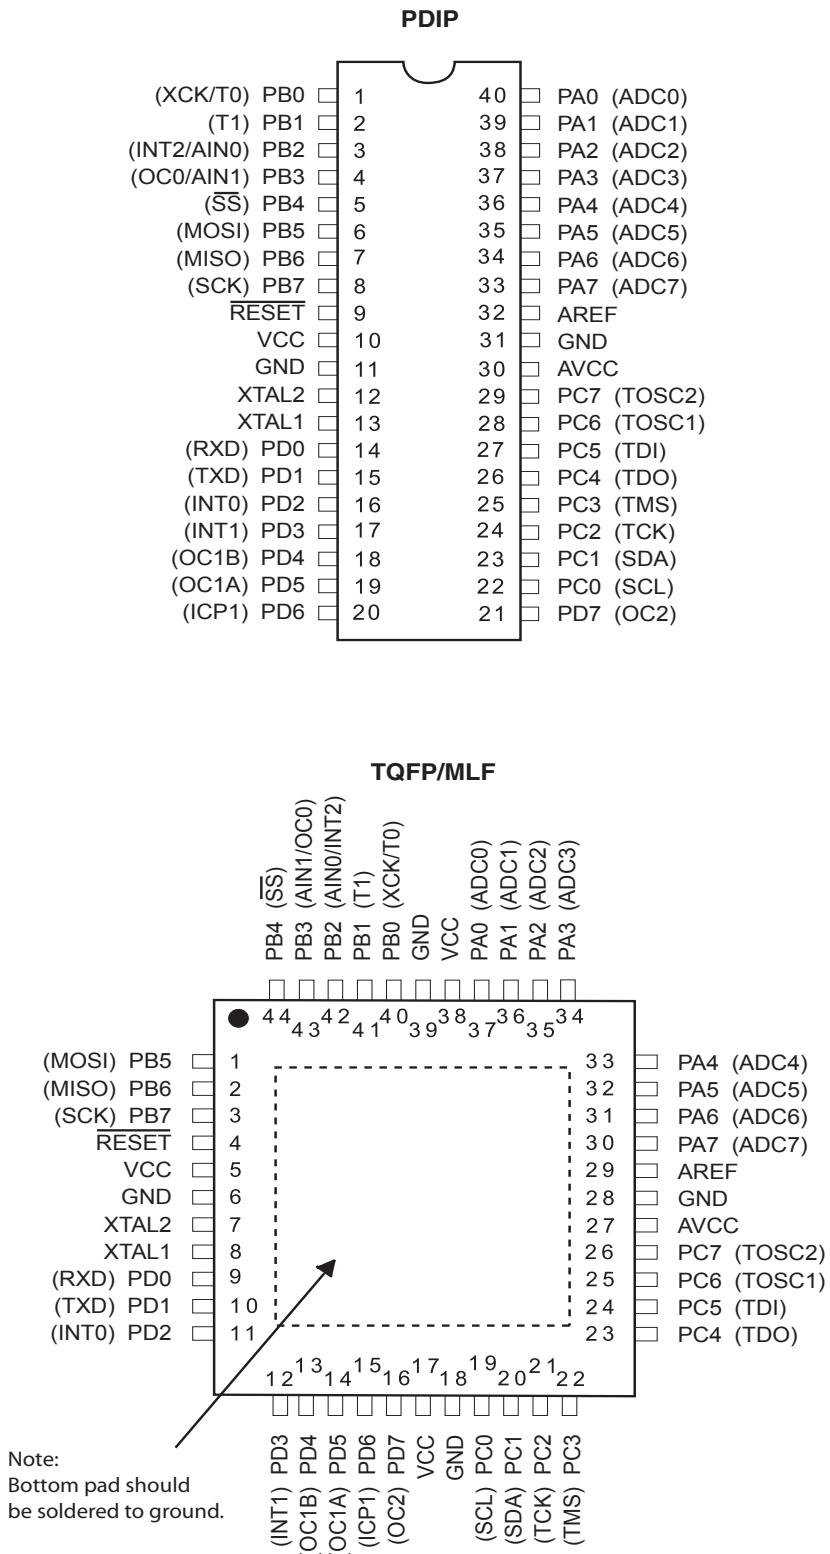 PDIP
(XCK/T0) PB0 1 40 PA0 (ADC0)
(T1) PB1 2 39 PA1 (ADC1)
(INT2/AIN0) PB2 3 38 PA2 (ADC2)
(OC0/AIN1) PB3 4 37 PA3 (ADC3)
(SS) PB4 5 36 PA4 (ADC4)
(MOSI) PB5 6 35 PA5 (ADC5)
(MISO) PB6 7 34 PA6 (ADC6)
(SCK) PB7 8 33 PA7 (ADC7)
RESET 9 32 AREF
VCC 10 31 GND
GND 11 30 AVCC
XTAL2 12 29 PC7 (TOSC2)
XTAL1 13 28 PC6 (TOSC1)
(RXD) PD0 14 27 PC5 (TDI)
(TXD) PD1 15 26 PC4 (TDO)
(INT0) PD2 16 25 PC3 (TMS)
(INT1) PD3 17 24 PC2 (TCK)
(OC1B) PD4 18 23 PC1 (SDA)
(OC1A) PD5 19 22 PC0 (SCL)
(ICP1) PD6 20 21 PD7 (OC2)
TQFP/MLF
PB4 (SS)
PB3 (AIN1/OC0)
PB2 (AIN0/INT2)
PB1 (T1)
PB0 (XCK/T0)
GND
VCC
PA0 (ADC0)
PA1 (ADC1)
PA2 (ADC2)
PA3 (ADC3)
44 43 42 41 40 39 38 37 36 35 34
(MOSI) PB5 1 33 PA4 (ADC4)
(MISO) PB6 2 32 PA5 (ADC5)
(SCK) PB7 3 31 PA6 (ADC6)
RESET 4 30 PA7 (ADC7)
VCC 5 29 AREF
GND 6 28 GND
XTAL2 7 27 AVCC
XTAL1 8 26 PC7 (TOSC2)
(RXD) PD0 9 25 PC6 (TOSC1)
(TXD) PD1 10 24 PC5 (TDI)
(INT0) PD2 11 23 PC4 (TDO)
12 13 14 15 16 17 18 19 20 21 22
(INT1) PD3
(OC1B) PD4
(OC1A) PD5
(ICP1) PD6
(OC2) PD7
VCC
GND
(SCL) PC0
(SDA) PC1
(TCK) PC2
(TMS) PC3
Note:
Bottom pad should
be soldered to ground.